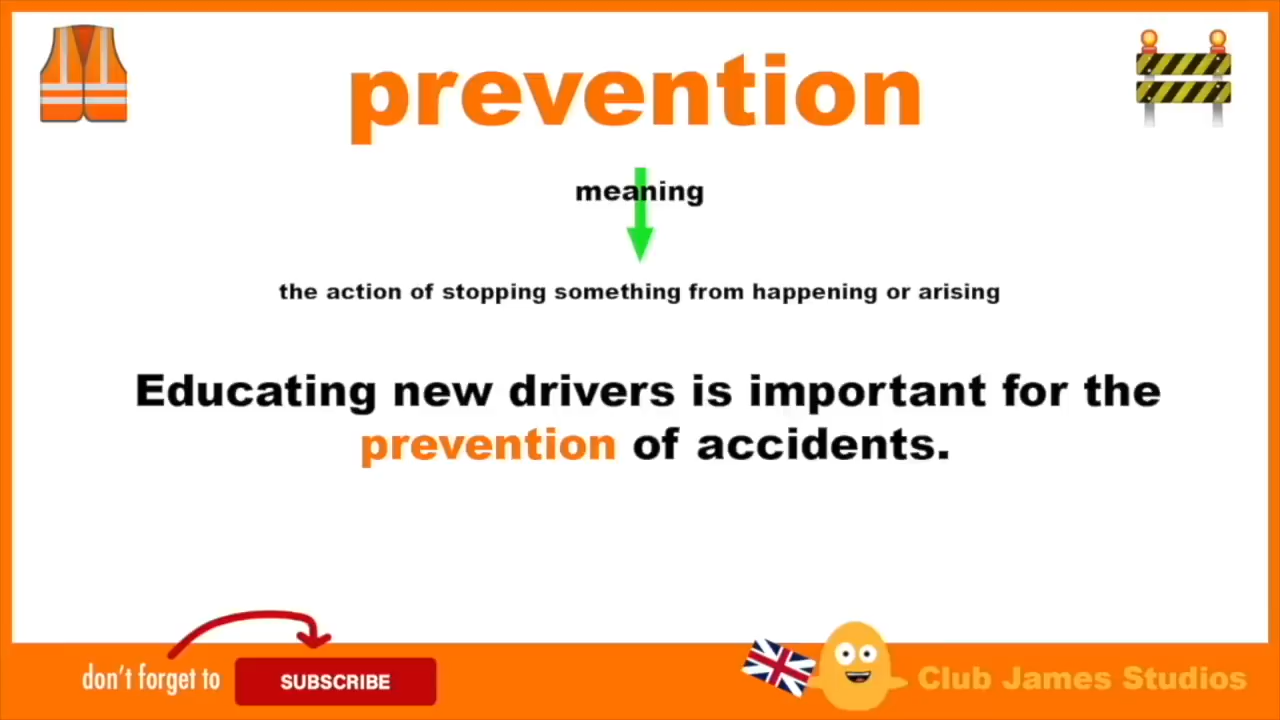 prevention
meaning
the action of stopping something from happening or arising
Educating new drivers is important for the
prevention of accidents.
don't forget to
SUBSCRIBE
Club James Studios